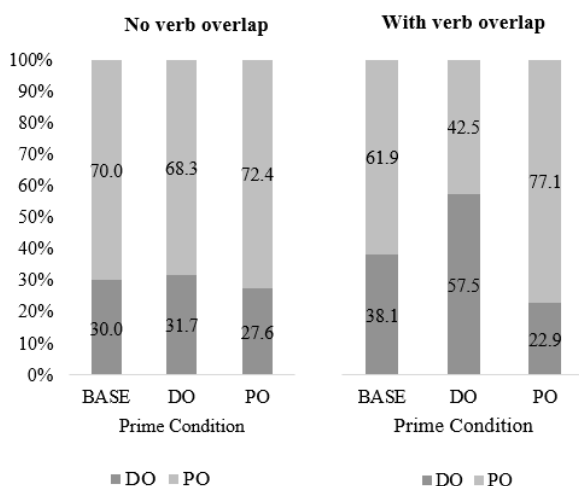 No verb overlap
100%
90%
80%
70%
60%
50%
40%
30%
20%
10%
0%
70.0
68.3
72.4
30.0
31.7
27.6
BASE
DO
PO
Prime Condition
DO PO
With verb overlap
61.9
42.5
77.1
38.1
57.5
22.9
BASE
DO
PO
Prime Condition
DO PO